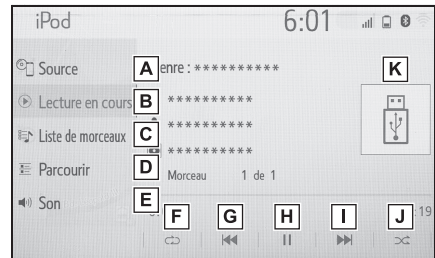 iPod 6:01
Source
Lecture en cours
Liste de morceaux
Parcourir
Son
A enre : **********
B **********
C **********
D **********
Morceau 1 de 1
E
:19
F G H I J
K